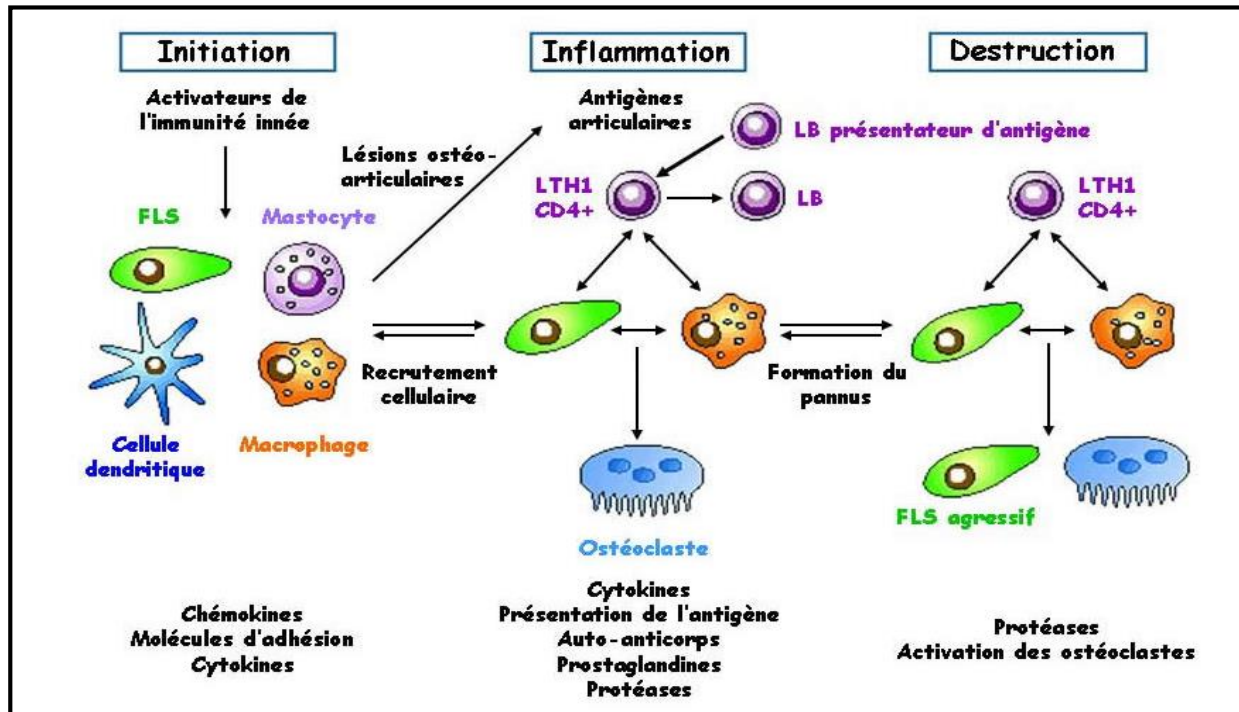 Initiation
Activateurs de
l'immunité innée
FLS
Mastocyte
Cellule
dendritique
Macrophage
Chémokines
Molécules d'adhésion
Cytokines
Lésions ostéo-
articulaires
Recrutement
cellulaire
Inflammation
Antigènes
articulaires
LB présentateur d'antigène
LTH1
CD4+
LB
Ostéoclaste
Cytokines
Présentation de l'antigène
Auto-anticorps
Prostaglandines
Protéases
Formation du
pannus
Destruction
LTH1
CD4+
FLS agressif
Protéases
Activation des ostéoclastes